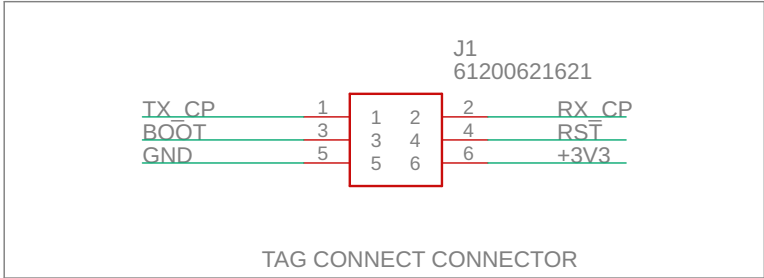 J1
61200621621
TX_CP 1 1 2 2 RX_CP
BOOT 3 3 4 4 RST
GND 5 5 6 6 +3V3
TAG CONNECT CONNECTOR